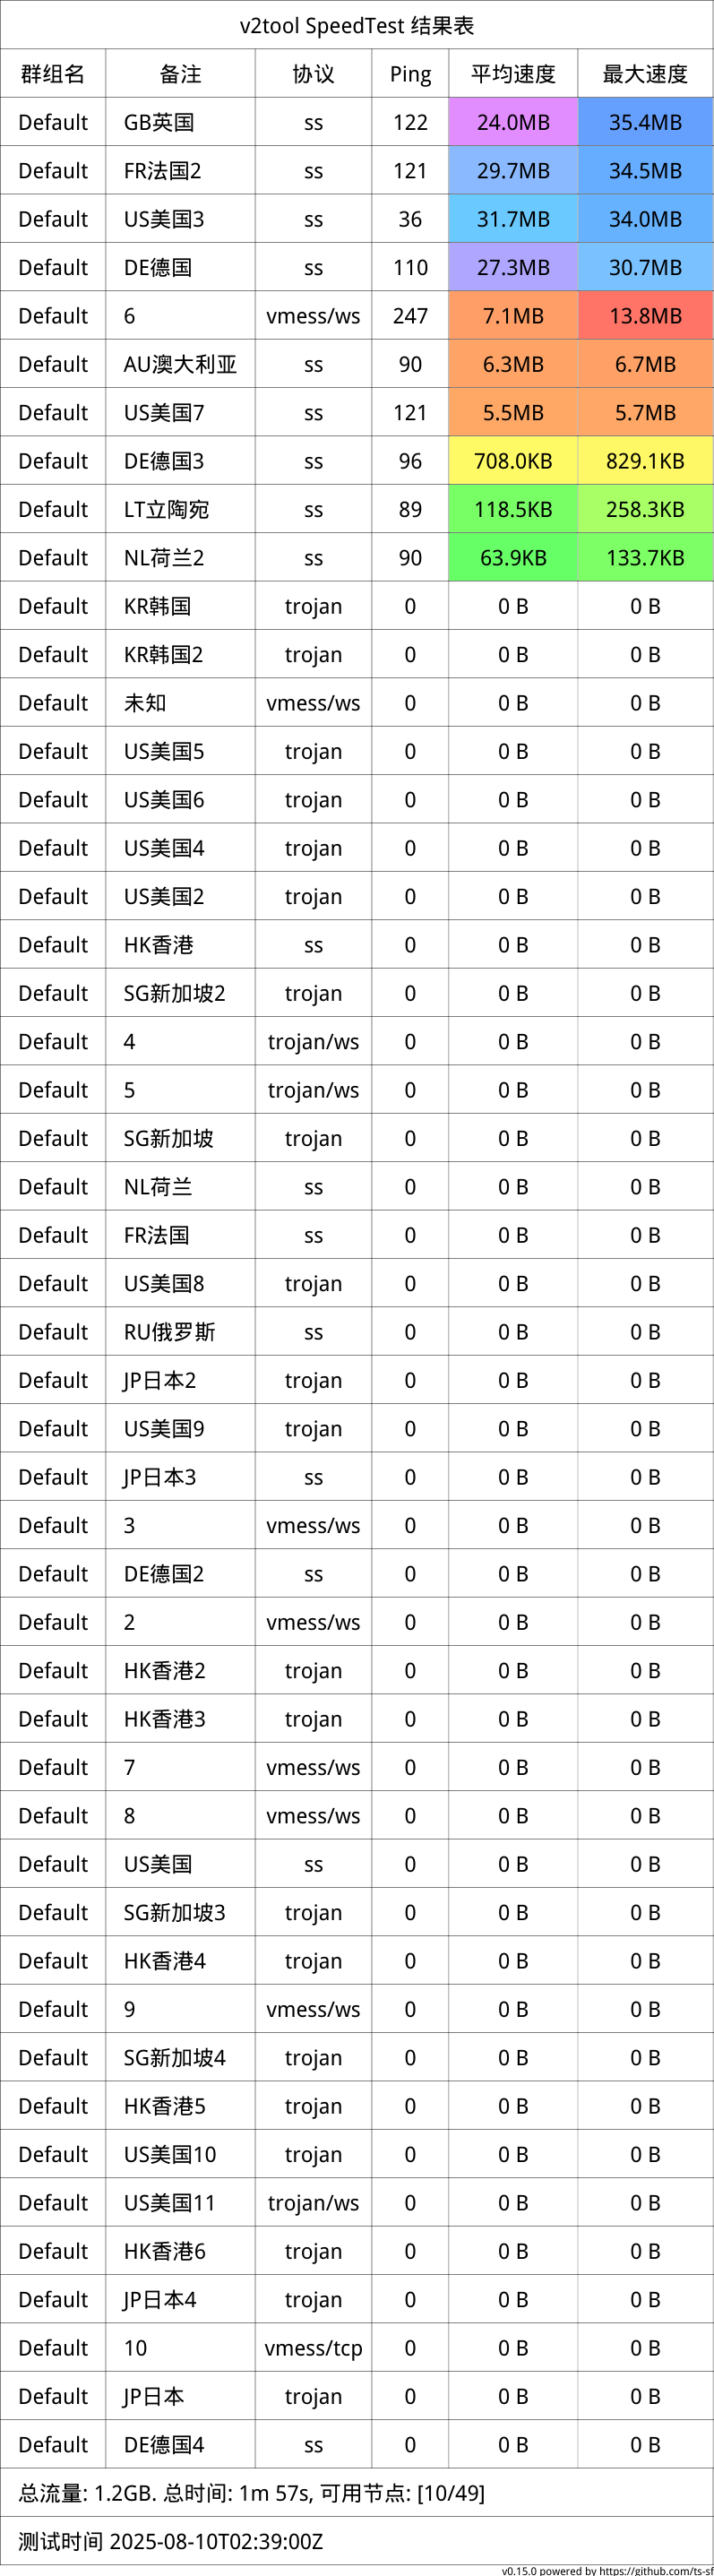 v2tool SpeedTest 结果表
群组名 备注 协议 Ping 平均速度 最大速度
Default GB英国 ss 122 24.0MB 35.4MB
Default FR法国2 ss 121 29.7MB 34.5MB
Default US美国3 ss 36 31.7MB 34.0MB
Default DE德国 ss 110 27.3MB 30.7MB
Default 6 vmess/ws 247 7.1MB 13.8MB
Default AU澳大利亚 ss 90 6.3MB 6.7MB
Default US美国7 ss 121 5.5MB 5.7MB
Default DE德国3 ss 96 708.0KB 829.1KB
Default LT立陶宛 ss 89 118.5KB 258.3KB
Default NL荷兰2 ss 90 63.9KB 133.7KB
Default KR韩国 trojan 0 0 B 0 B
Default KR韩国2 trojan 0 0 B 0 B
Default 未知 vmess/ws 0 0 B 0 B
Default US美国5 trojan 0 0 B 0 B
Default US美国6 trojan 0 0 B 0 B
Default US美国4 trojan 0 0 B 0 B
Default US美国2 trojan 0 0 B 0 B
Default HK香港 ss 0 0 B 0 B
Default SG新加坡2 trojan 0 0 B 0 B
Default 4 trojan/ws 0 0 B 0 B
Default 5 trojan/ws 0 0 B 0 B
Default SG新加坡 trojan 0 0 B 0 B
Default NL荷兰 ss 0 0 B 0 B
Default FR法国 ss 0 0 B 0 B
Default US美国8 trojan 0 0 B 0 B
Default RU俄罗斯 ss 0 0 B 0 B
Default JP日本2 trojan 0 0 B 0 B
Default US美国9 trojan 0 0 B 0 B
Default JP日本3 ss 0 0 B 0 B
Default 3 vmess/ws 0 0 B 0 B
Default DE德国2 ss 0 0 B 0 B
Default 2 vmess/ws 0 0 B 0 B
Default HK香港2 trojan 0 0 B 0 B
Default HK香港3 trojan 0 0 B 0 B
Default 7 vmess/ws 0 0 B 0 B
Default 8 vmess/ws 0 0 B 0 B
Default US美国 ss 0 0 B 0 B
Default SG新加坡3 trojan 0 0 B 0 B
Default HK香港4 trojan 0 0 B 0 B
Default 9 vmess/ws 0 0 B 0 B
Default SG新加坡4 trojan 0 0 B 0 B
Default HK香港5 trojan 0 0 B 0 B
Default US美国10 trojan 0 0 B 0 B
Default US美国11 trojan/ws 0 0 B 0 B
Default HK香港6 trojan 0 0 B 0 B
Default JP日本4 trojan 0 0 B 0 B
Default 10 vmess/tcp 0 0 B 0 B
Default JP日本 trojan 0 0 B 0 B
Default DE德国4 ss 0 0 B 0 B
总流量: 1.2GB. 总时间: 1m 57s, 可用节点: [10/49]
测试时间 2025-08-10T02:39:00Z
v0.15.0 powered by https://github.com/ts-sf